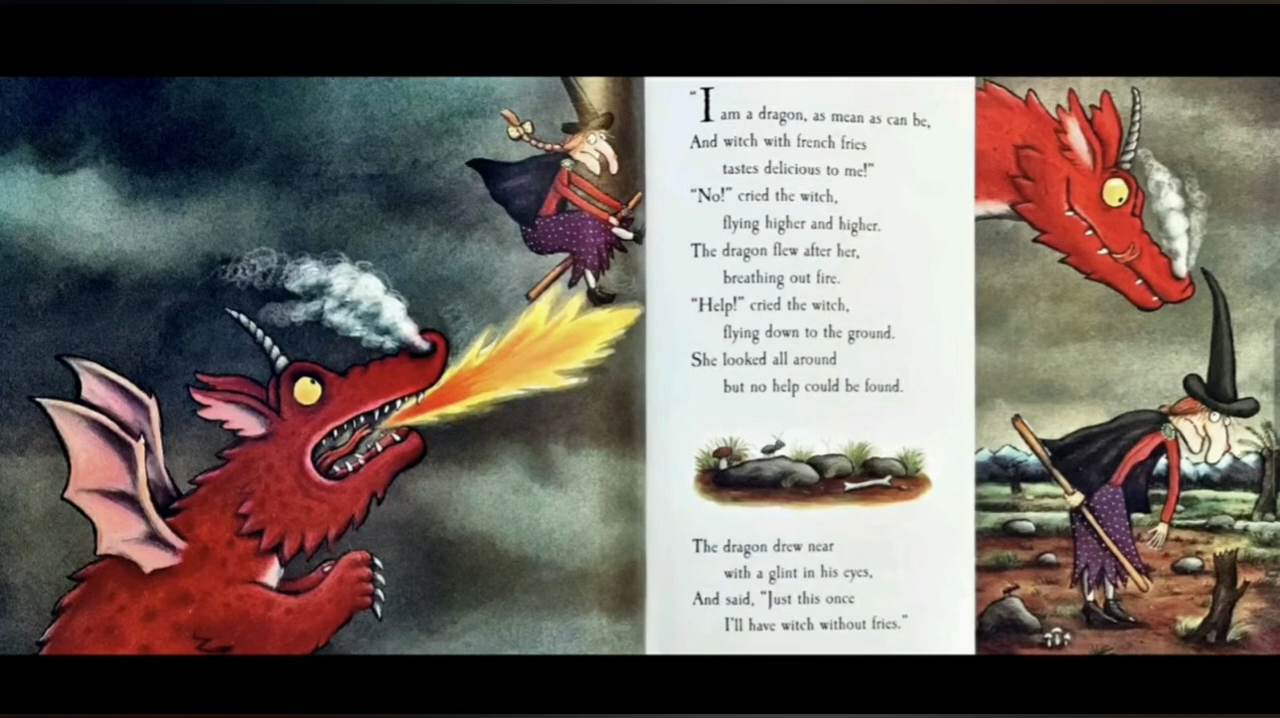 "I am a dragon, as mean as can be,
And witch with french fries
tastes delicious to me!"
"No!" cried the witch,
flying higher and higher.
The dragon flew after her,
breathing out fire.
"Help!" cried the witch,
flying down to the ground.
She looked all around
but no help could be found.
The dragon drew near
with a glint in his eyes,
And said, "Just this once
I'll have witch without fries."